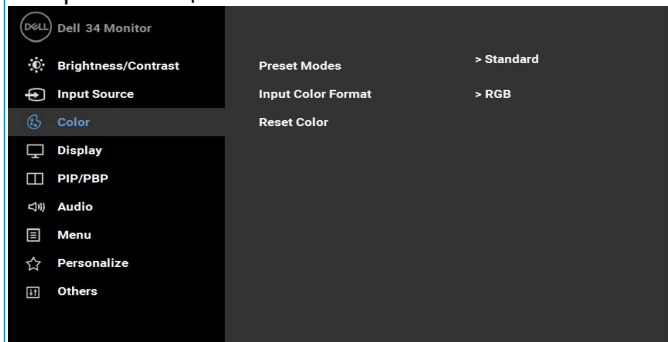 DELL Dell 34 Monitor
Brightness/Contrast
Preset Modes > Standard
Input Source
Input Color Format > RGB
Color
Reset Color
Display
PIP/PBP
Audio
Menu
Personalize
Others